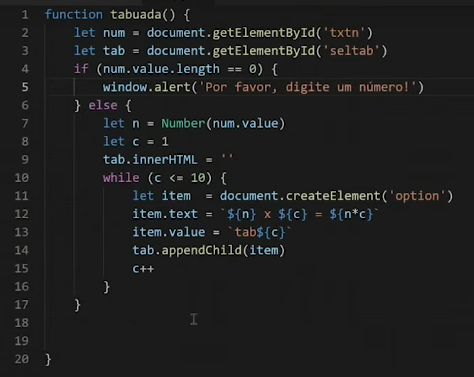 1 function tabuada() {
2     let num = document.getElementById('txtn')
3     let tab = document.getElementById('seltab')
4     if (num.value.length == 0) {
5         window.alert('Por favor, digite um número!')
6     } else {
7         let n = Number(num.value)
8         let c = 1
9         tab.innerHTML = ''
10         while (c <= 10) {
11             let item  = document.createElement('option')
12             item.text = `${n} x ${c} = ${n*c}`
13             item.value = `tab${c}`
14             tab.appendChild(item)
15             c++
16         }
17     }
18
19
20 }